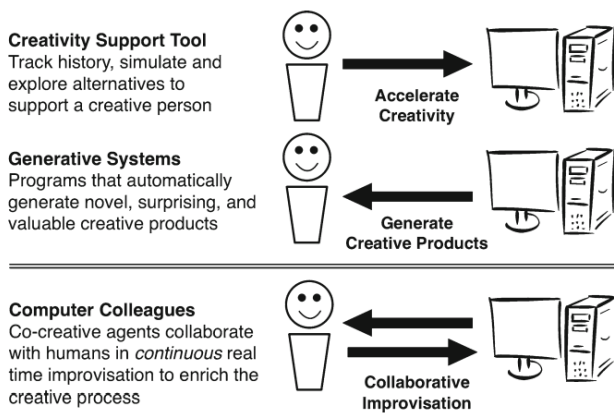 Creativity Support Tool
Track history, simulate and
explore alternatives to
support a creative person
Accelerate
Creativity
Generative Systems
Programs that automatically
generate novel, surprising, and
valuable creative products
Generate
Creative Products
Computer Colleagues
Co-creative agents collaborate
with humans in continuous real
time improvisation to enrich the
creative process
Collaborative
Improvisation